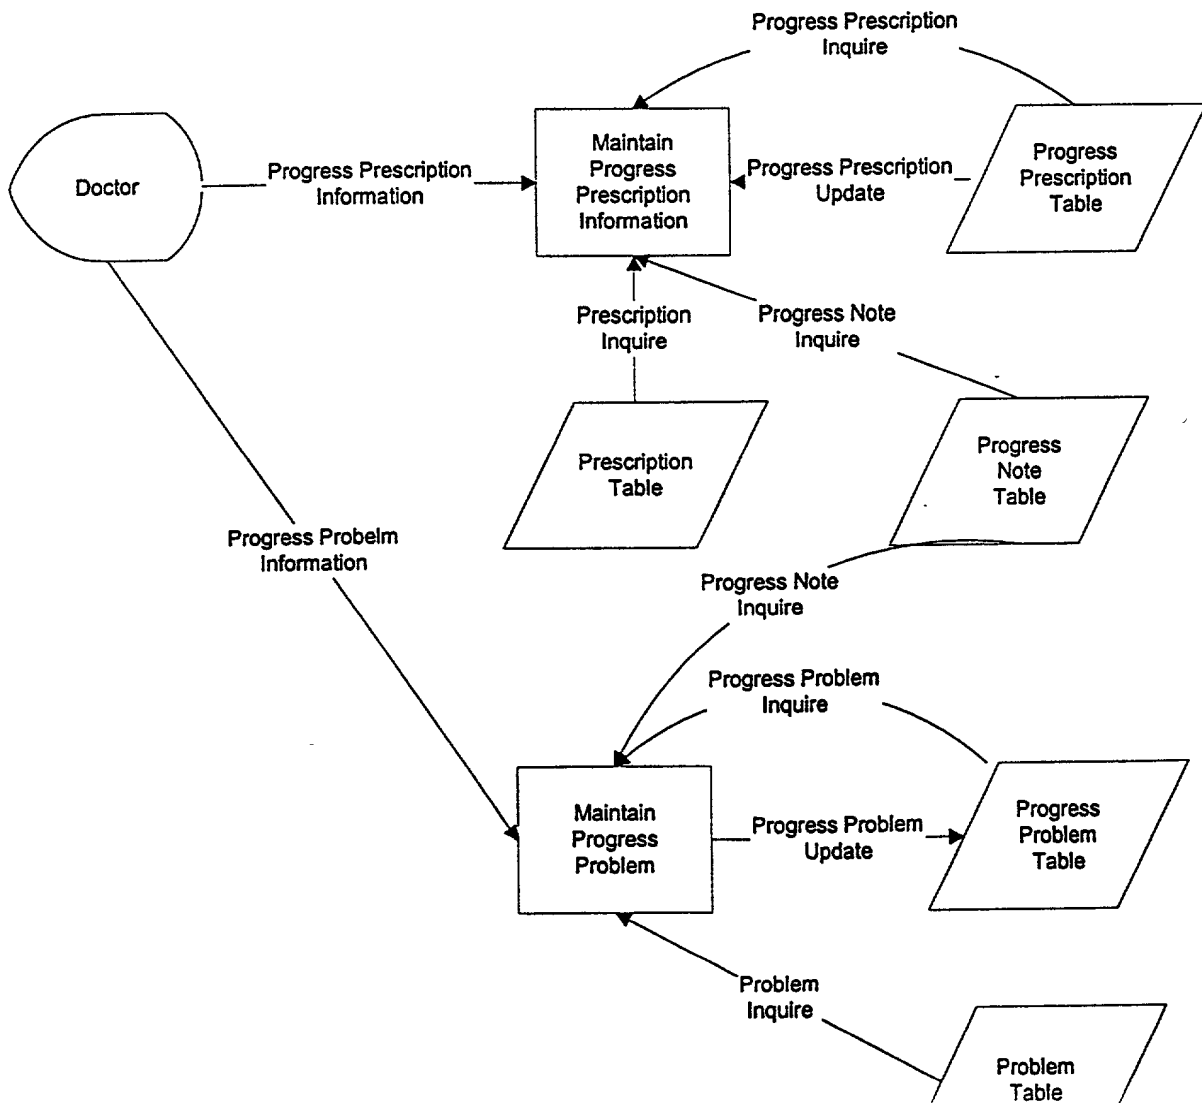 Progress Prescription
Inquire
Doctor
Progress Prescription
Information
Maintain
Progress
Prescription
Information
Progress Prescription
Update
Progress
Prescription
Table
Prescription
Inquire
Progress Note
Inquire
Prescription
Table
Progress
Note
Table
Progress Probelm
Information
Progress Note
Inquire
Progress Problem
Inquire
Maintain
Progress
Problem
Progress Problem
Update
Progress
Problem
Table
Problem
Inquire
Problem
Table